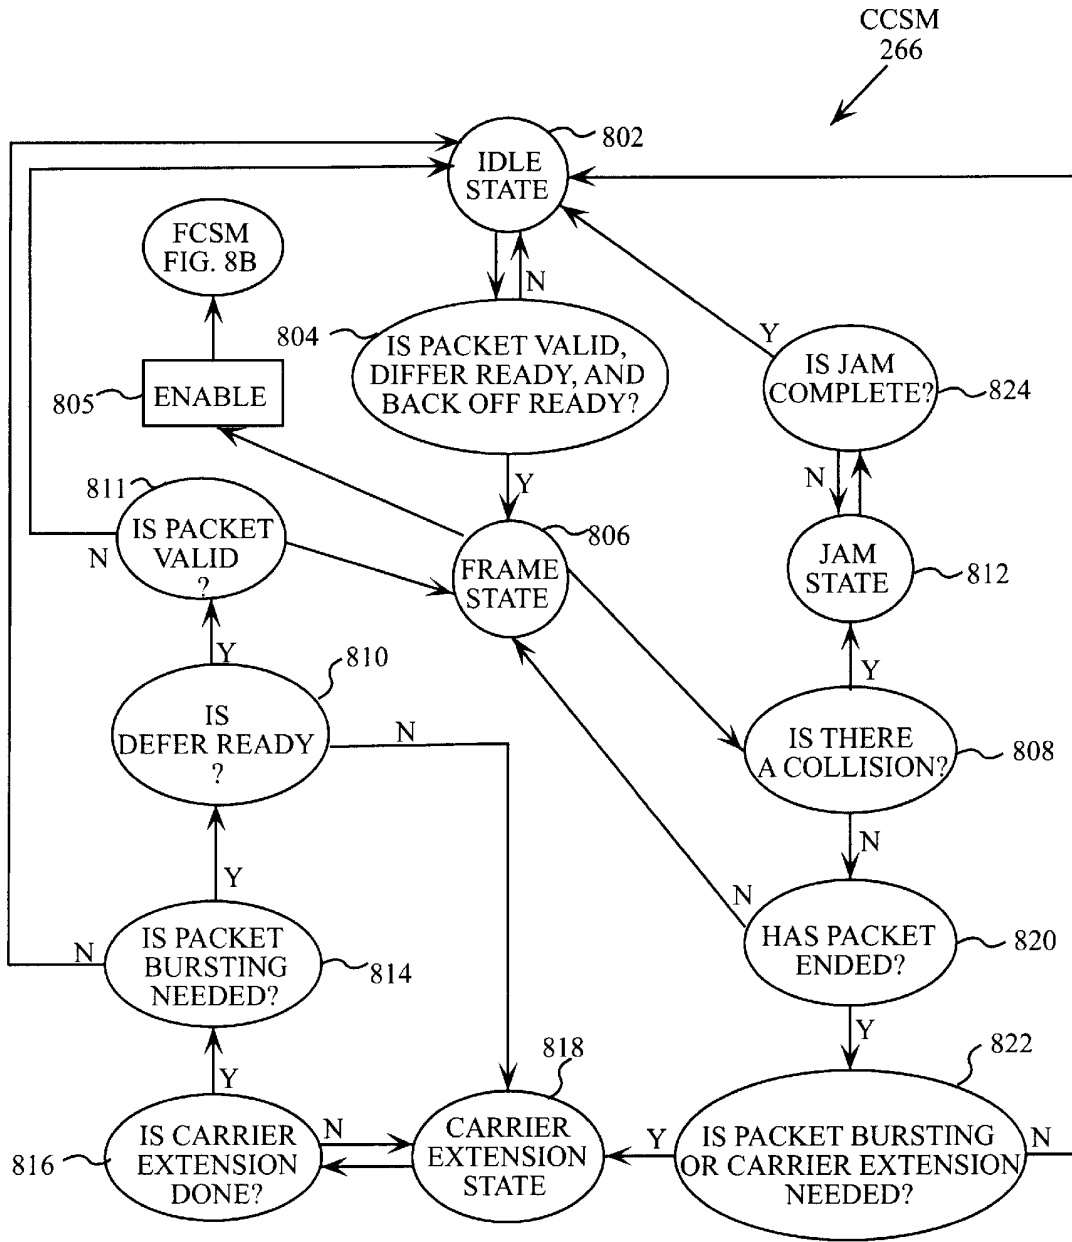 CCSM
266
802
IDLE
STATE
FCSM
FIG. 8B
N
804
IS PACKET VALID,
DIFFER READY, AND
BACK OFF READY?
Y
IS JAM
COMPLETE?
824
805
ENABLE
N
Y
811
IS PACKET
VALID
?
N
806
FRAME
STATE
JAM
STATE
812
Y
810
IS
DEFER READY
?
N
Y
IS THERE
A COLLISION?
808
N
Y
N
IS PACKET
BURSTING
NEEDED?
814
N
HAS PACKET
ENDED?
820
Y
822
818
Y
IS CARRIER
EXTENSION
DONE?
816
N
CARRIER
EXTENSION
STATE
Y
IS PACKET BURSTING
OR CARRIER EXTENSION
NEEDED?
N